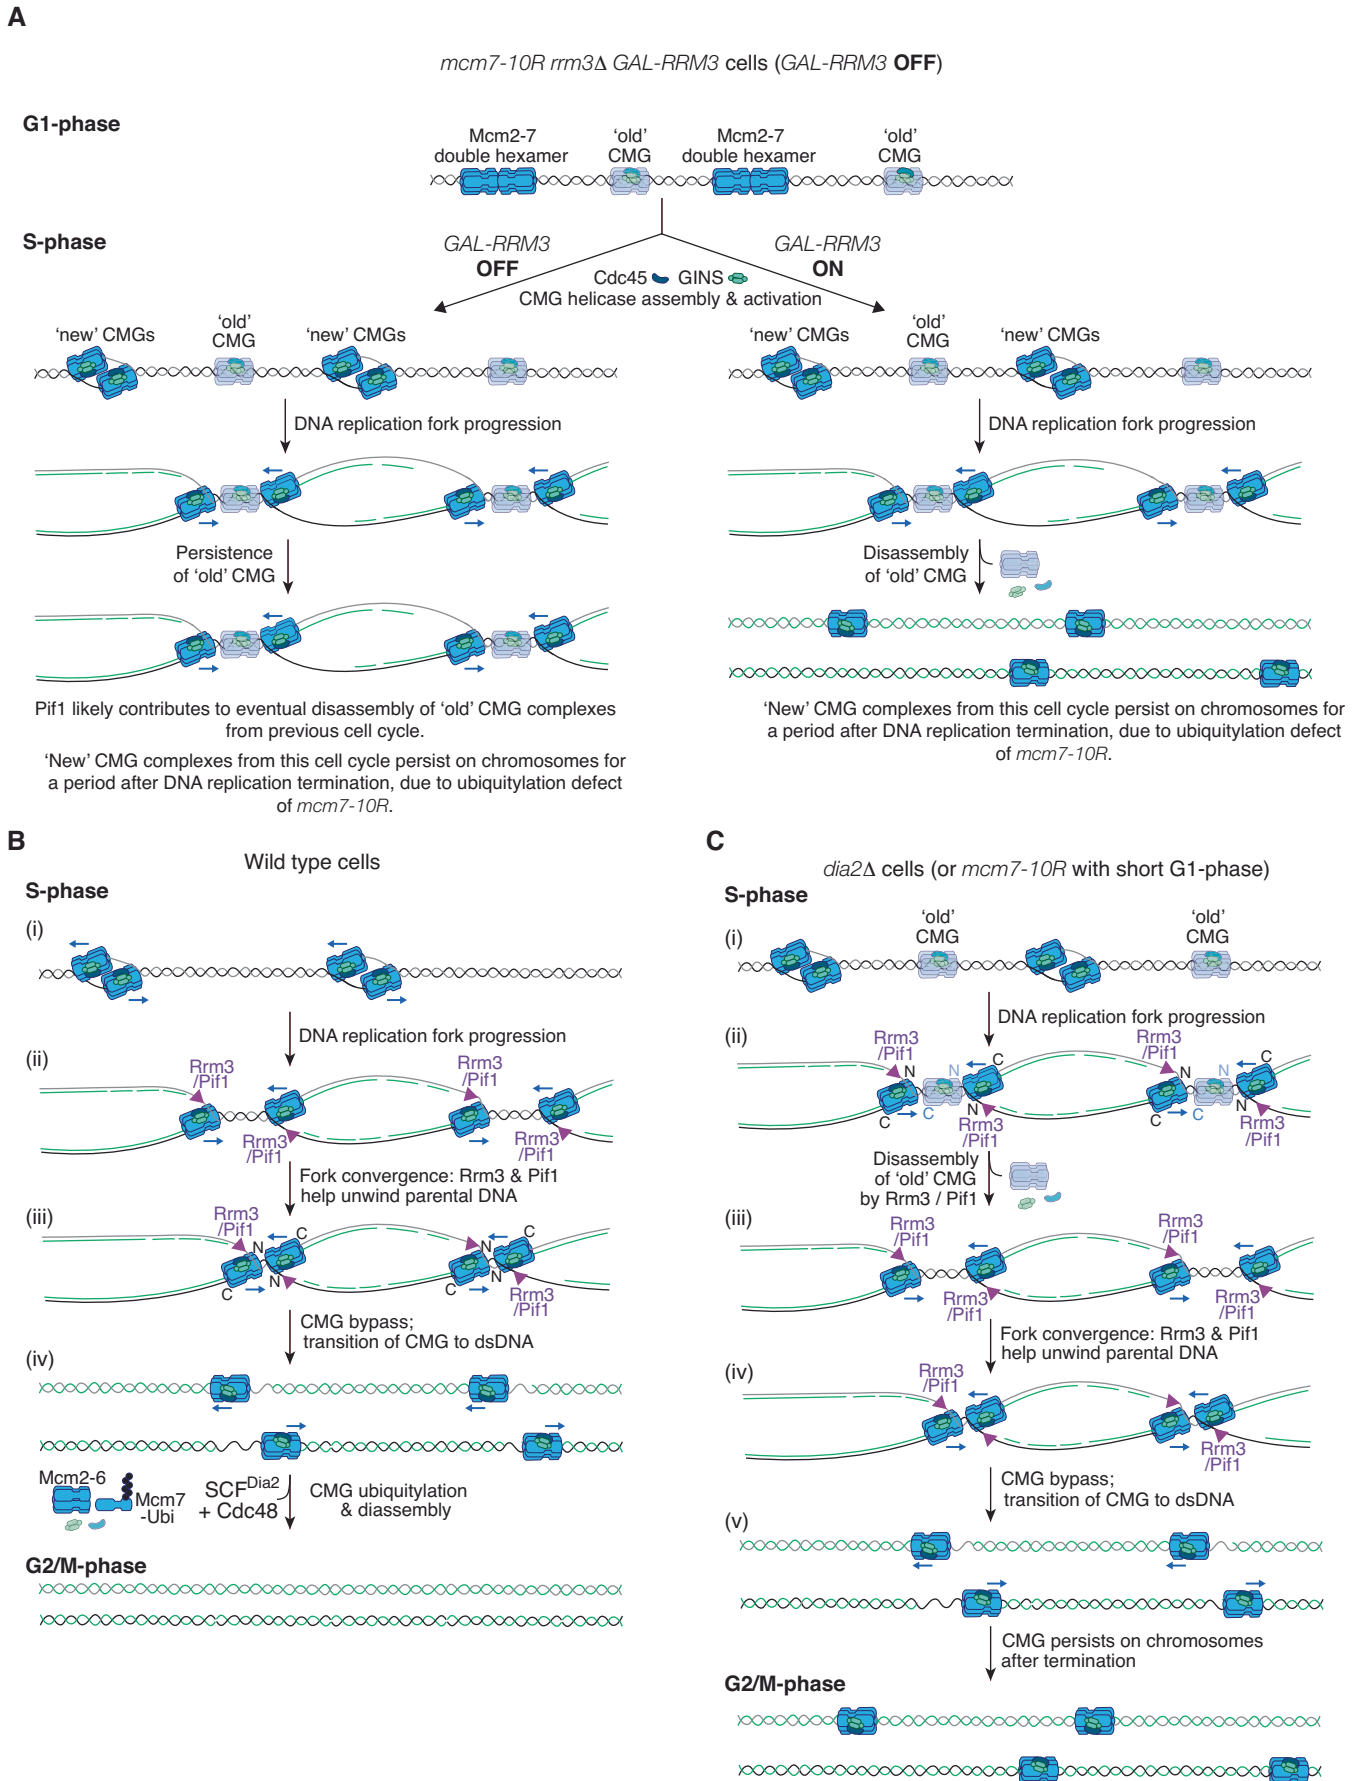 A
mcm7-10R rrm3Δ GAL-RRM3 cells (GAL-RRM3 OFF)
G1-phase
Mcm2-7
double hexamer
'old'
CMG
Mcm2-7
double hexamer
'old'
CMG
S-phase
GAL-RRM3
OFF
GAL-RRM3
ON
Cdc45 GINS
CMG helicase assembly & activation
'new' CMGs
'old'
CMG
'new' CMGs
'new' CMGs
'old'
CMG
'new' CMGs
DNA replication fork progression
DNA replication fork progression
Persistence
of 'old' CMG
Disassembly
of 'old' CMG
Pif1 likely contributes to eventual disassembly of 'old' CMG complexes
from previous cell cycle.
'New' CMG complexes from this cell cycle persist on chromosomes for
a period after DNA replication termination, due to ubiquitylation defect
of mcm7-10R.
'New' CMG complexes from this cell cycle persist on chromosomes for
a period after DNA replication termination, due to ubiquitylation defect
of mcm7-10R.
B
Wild type cells
S-phase
(i)
DNA replication fork progression
(ii)
Rrm3
/Pif1
Rrm3
/Pif1
Rrm3
/Pif1
Rrm3
/Pif1
Fork convergence: Rrm3 & Pif1
help unwind parental DNA
(iii)
Rrm3
/Pif1
N
C
C
N
N
C
C
N
Rrm3
/Pif1
CMG bypass;
transition of CMG to dsDNA
(iv)
Mcm2-6
Mcm7
-Ubi
SCFDia2
+ Cdc48
CMG ubiquitylation
& diassembly
G2/M-phase
C
dia2Δ cells (or mcm7-10R with short G1-phase)
S-phase
(i)
'old'
CMG
'old'
CMG
DNA replication fork progression
(ii)
Rrm3
/Pif1
N
N
C
C
C
N
Rrm3
/Pif1
Rrm3
/Pif1
N
N
C
C
C
N
Rrm3
/Pif1
Disassembly
of 'old' CMG
by Rrm3 / Pif1
(iii)
Rrm3
/Pif1
Rrm3
/Pif1
Rrm3
/Pif1
Rrm3
/Pif1
Fork convergence: Rrm3 & Pif1
help unwind parental DNA
(iv)
Rrm3
/Pif1
Rrm3
/Pif1
CMG bypass;
transition of CMG to dsDNA
(v)
CMG persists on chromosomes
after termination
G2/M-phase